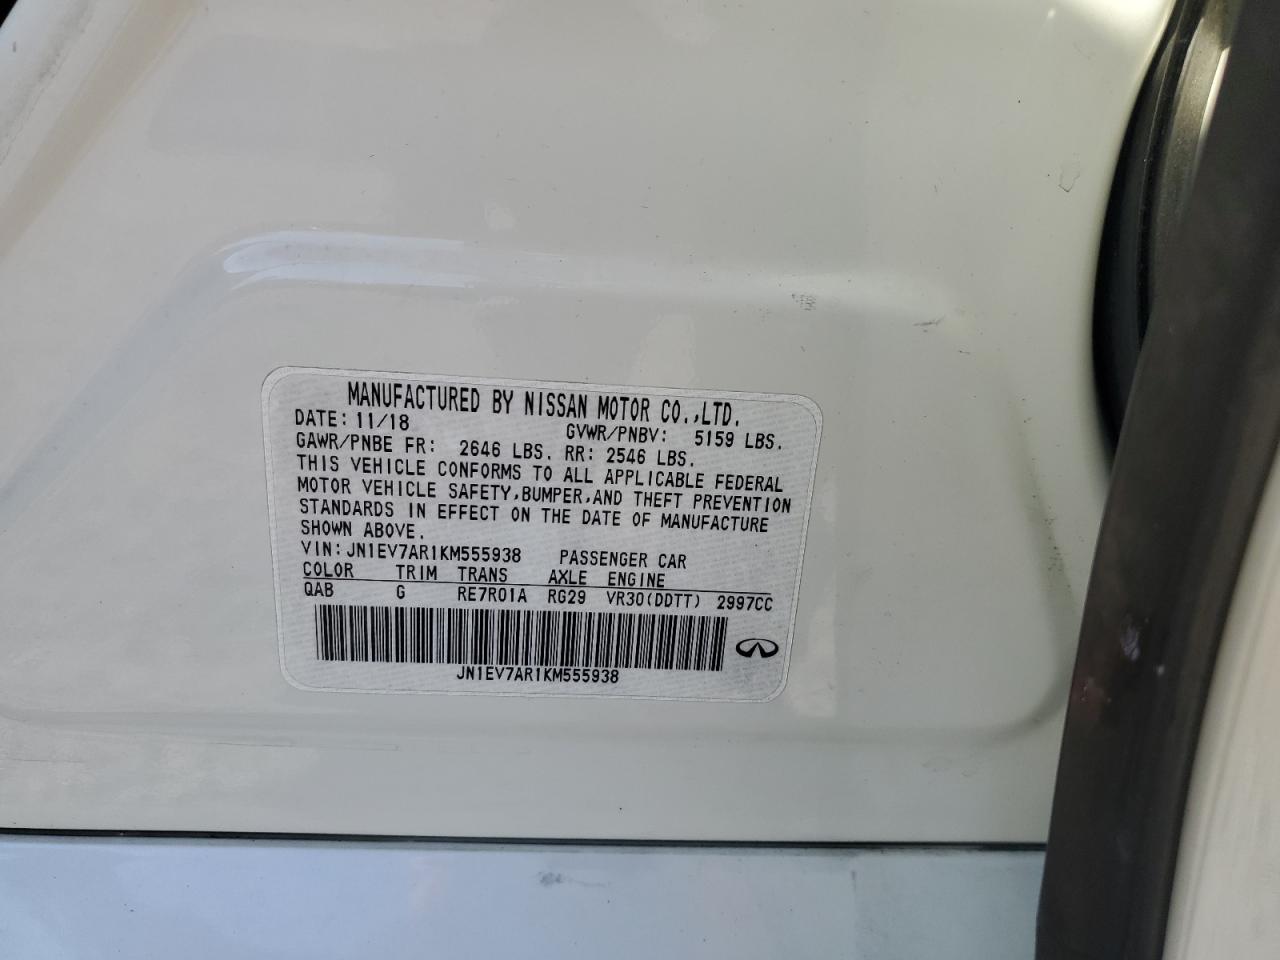 MANUFACTURED BY NISSAN MOTOR CO.,LTD.
DATE: 11/18 GVWR/PNBV: 5159 LBS.
GAWR/PNBE FR: 2646 LBS. RR: 2546 LBS.
THIS VEHICLE CONFORMS TO ALL APPLICABLE FEDERAL
MOTOR VEHICLE SAFETY,BUMPER,AND THEFT PREVENTION
STANDARDS IN EFFECT ON THE DATE OF MANUFACTURE
SHOWN ABOVE.
VIN: JN1EV7AR1KM555938 PASSENGER CAR
COLOR TRIM TRANS AXLE ENGINE
QAB G RE7R01A RG29 VR30(DDTT) 2997CC
JN1EV7AR1KM555938